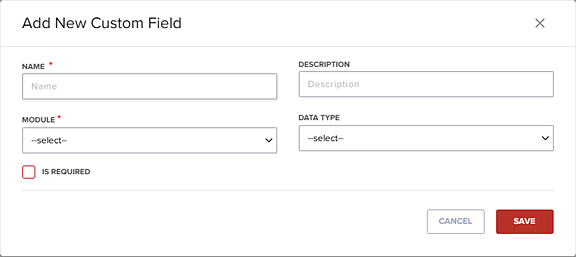 Add New Custom Field
NAME *
DESCRIPTION
Name
Description
MODULE *
DATA TYPE
--select--
--select--
IS REQUIRED
CANCEL
SAVE